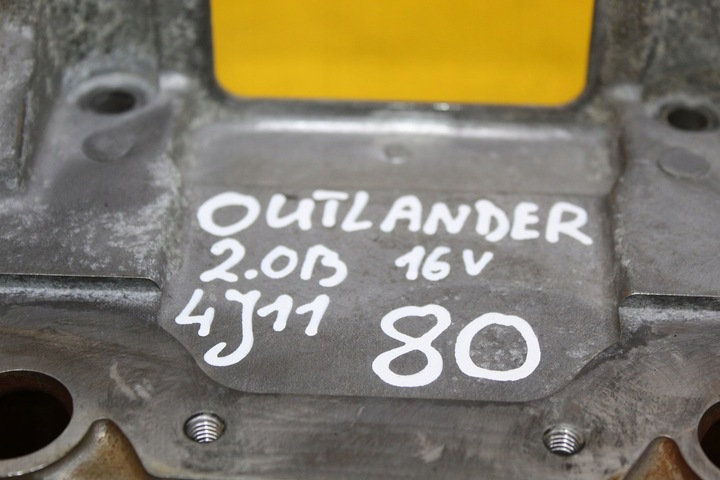 OUTLANDER
2.0B 16V
4J11 80